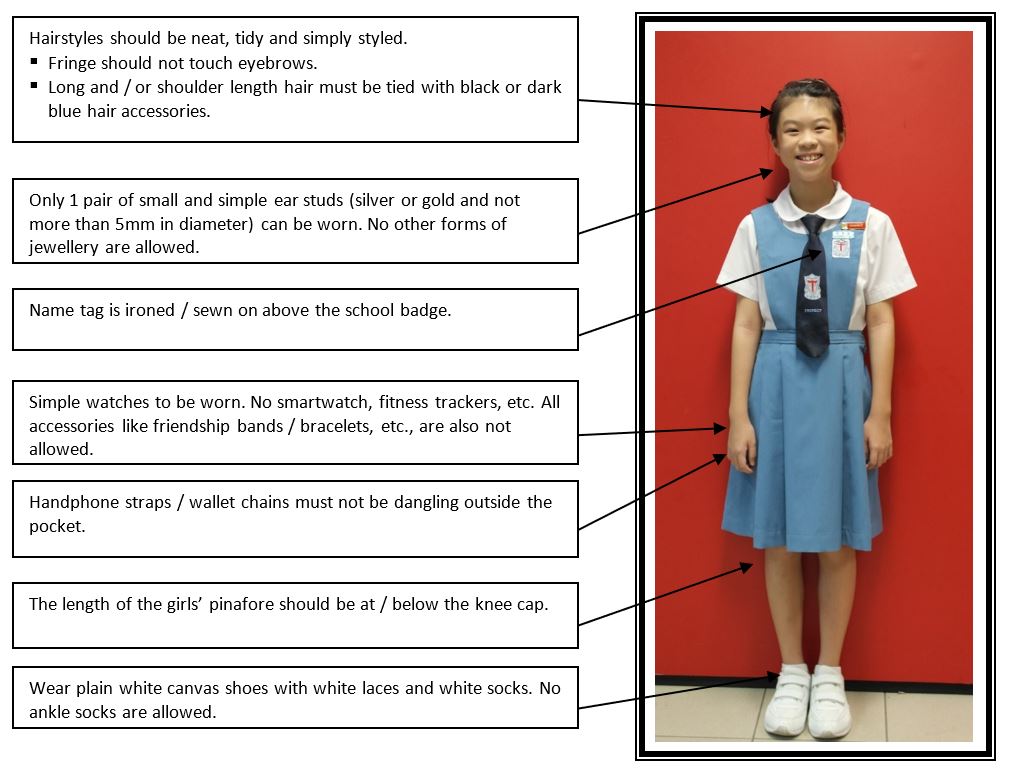 Hairstyles should be neat, tidy and simply styled.
▪ Fringe should not touch eyebrows.
▪ Long and / or shoulder length hair must be tied with black or dark
blue hair accessories.
Only 1 pair of small and simple ear studs (silver or gold and not
more than 5mm in diameter) can be worn. No other forms of
jewellery are allowed.
Name tag is ironed / sewn on above the school badge.
Simple watches to be worn. No smartwatch, fitness trackers, etc. All
accessories like friendship bands / bracelets, etc., are also not
allowed.
Handphone straps / wallet chains must not be dangling outside the
pocket.
The length of the girls’ pinafore should be at / below the knee cap.
Wear plain white canvas shoes with white laces and white socks. No
ankle socks are allowed.